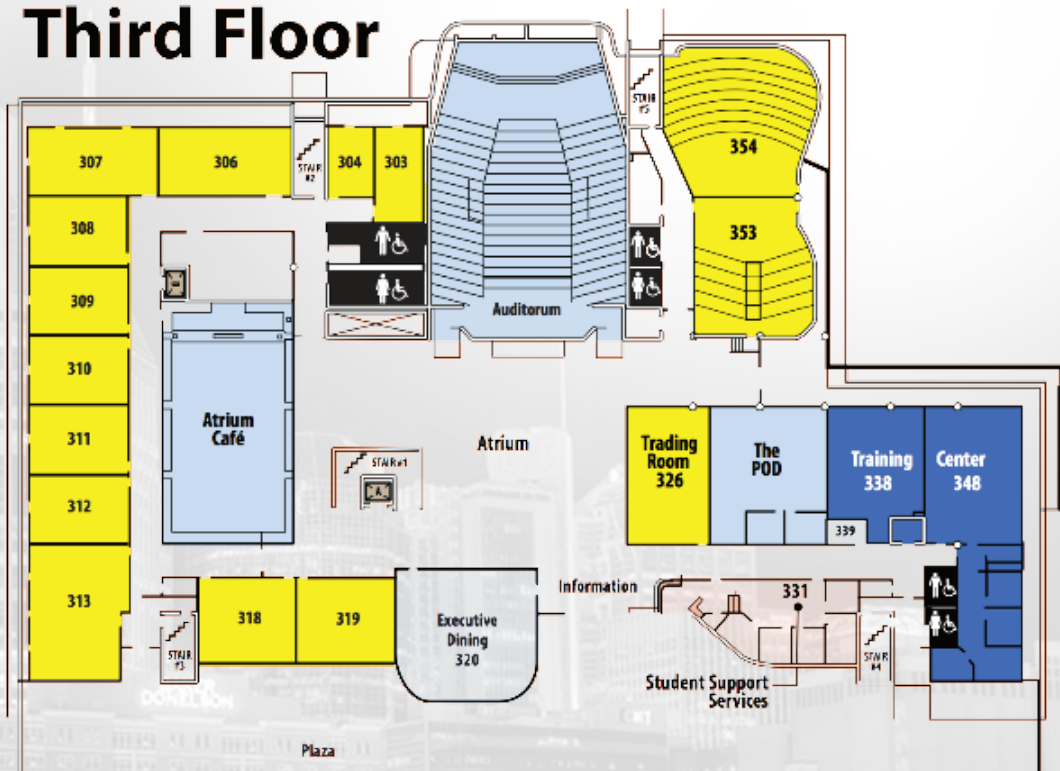 Third Floor
STAIR
#5
307
306
STAIR
#2
304
303
354
308
353
309
Auditorum
310
Atrium
Café
311
Atrium
STAIR #1
A
Trading
Room
326
The
POD
Training
338
Center
348
312
339
313
318
319
Executive
Dining
320
Information
331
STAIR
#3
STAIR
#4
Student Support
Services
Plaza